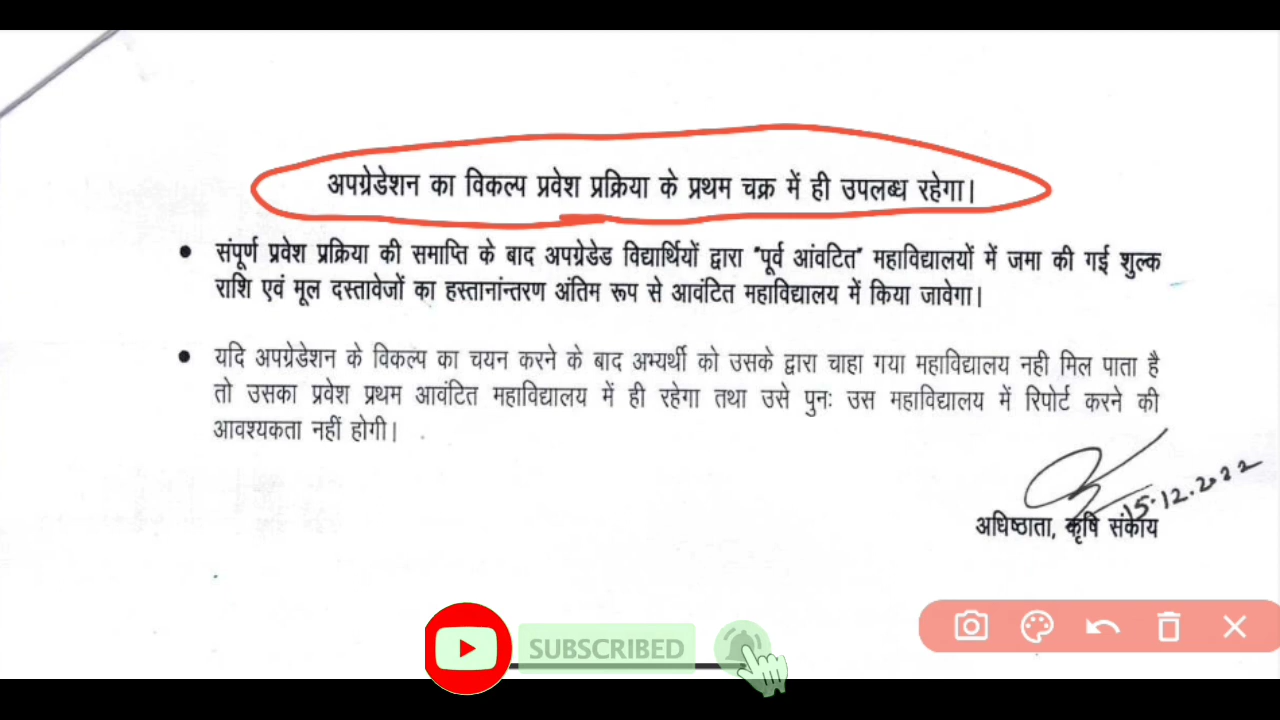 अपग्रेडेशन का विकल्प प्रवेश प्रक्रिया के प्रथम चक्र में ही उपलब्ध रहेगा।
• संपूर्ण प्रवेश प्रक्रिया की समाप्ति के बाद अपग्रेडेड विद्यार्थियों द्वारा "पूर्व आंवटित" महाविद्यालयों में जमा की गई शुल्क
राशि एवं मूल दस्तावेजों का हस्तानांन्तरण अंतिम रूप से आवंटित महाविद्यालय में किया जावेगा।
• यदि अपग्रेडेशन के विकल्प का चयन करने के बाद अभ्यर्थी को उसके द्वारा चाहा गया महाविद्यालय नही मिल पाता है
तो उसका प्रवेश प्रथम आवंटित महाविद्यालय में ही रहेगा तथा उसे पुनः उस महाविद्यालय में रिपोर्ट करने की
आवश्यकता नहीं होगी।
15.12.2022
अधिष्ठाता, कृषि संकाय
SUBSCRIBED